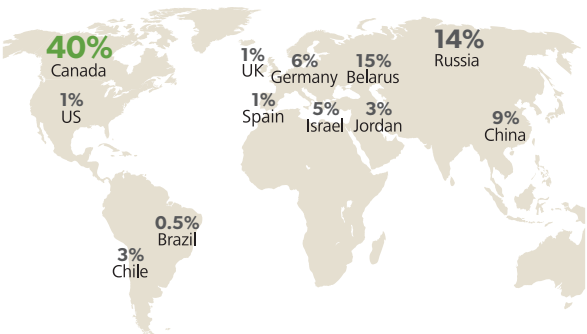 40%
Canada
1%
US
1%
UK
6%
Germany
15%
Belarus
14%
Russia
1%
Spain
5%
Israel
3%
Jordan
9%
China
0.5%
Brazil
3%
Chile